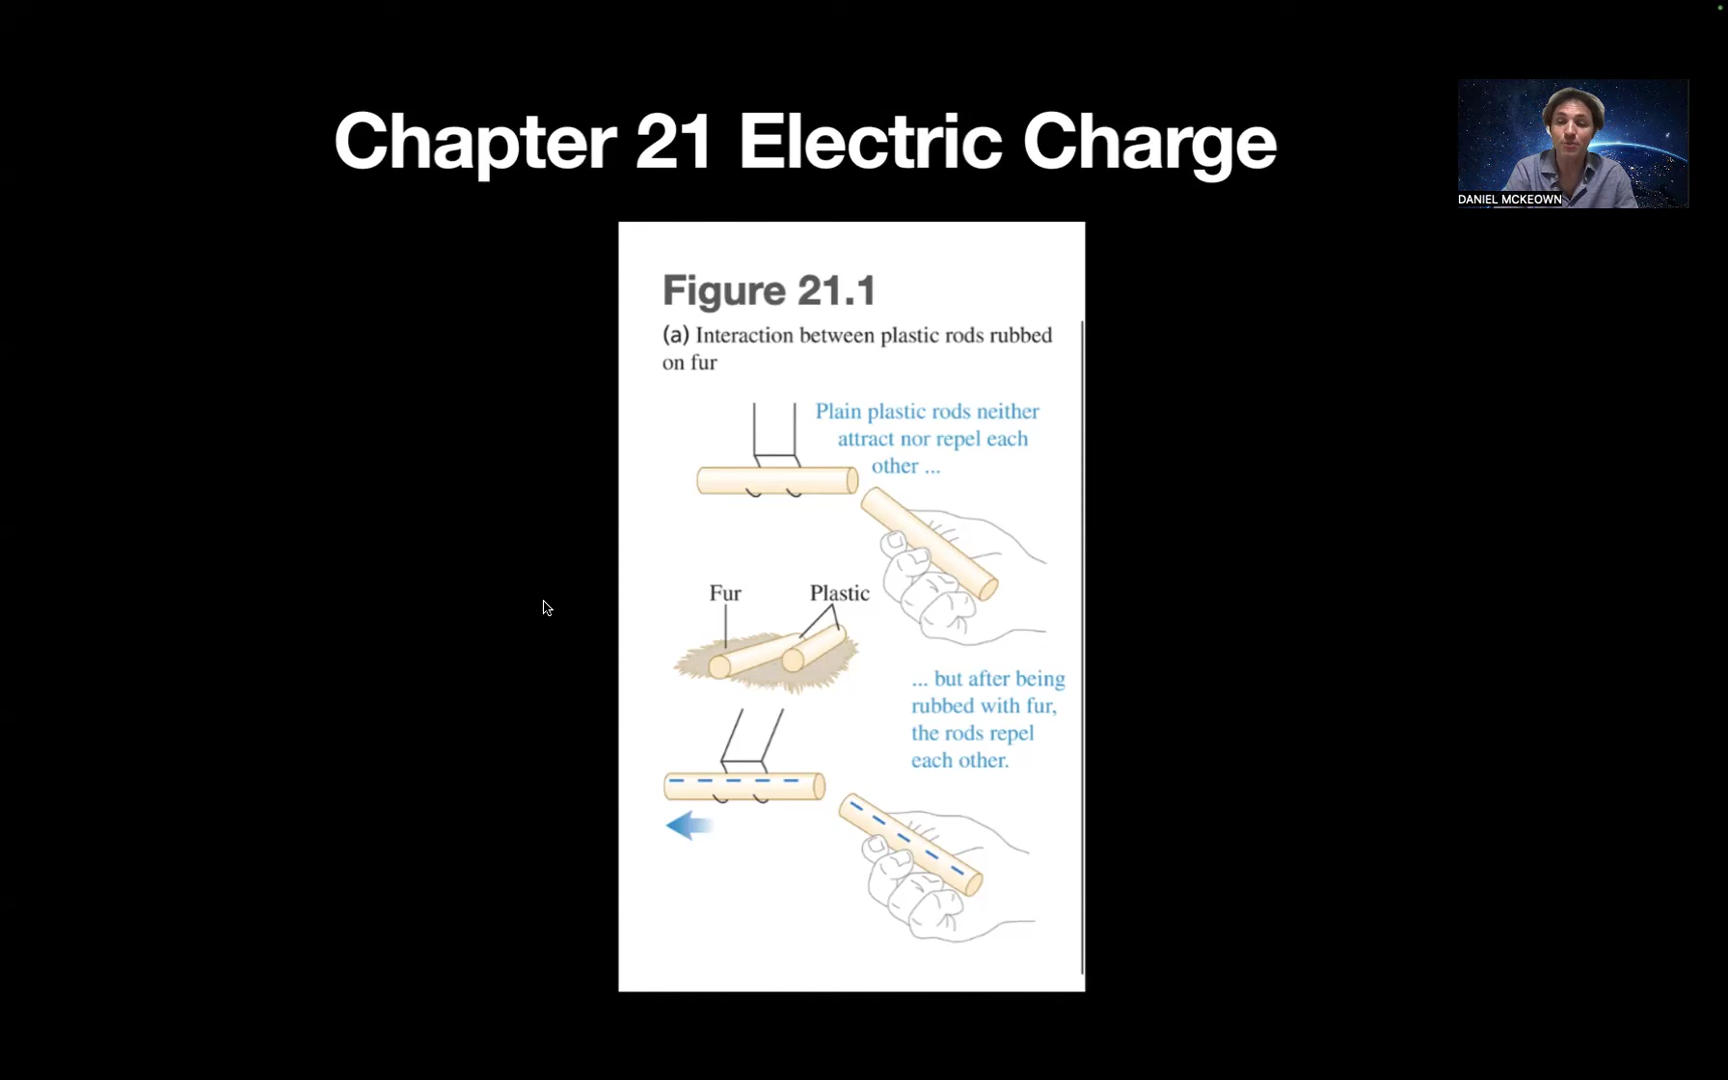 Chapter 21 Electric Charge
DANIEL MCKEOWN
Figure 21.1
(a) Interaction between plastic rods rubbed
on fur
Plain plastic rods neither
attract nor repel each
other ...
Fur
Plastic
... but after being
rubbed with fur,
the rods repel
each other.